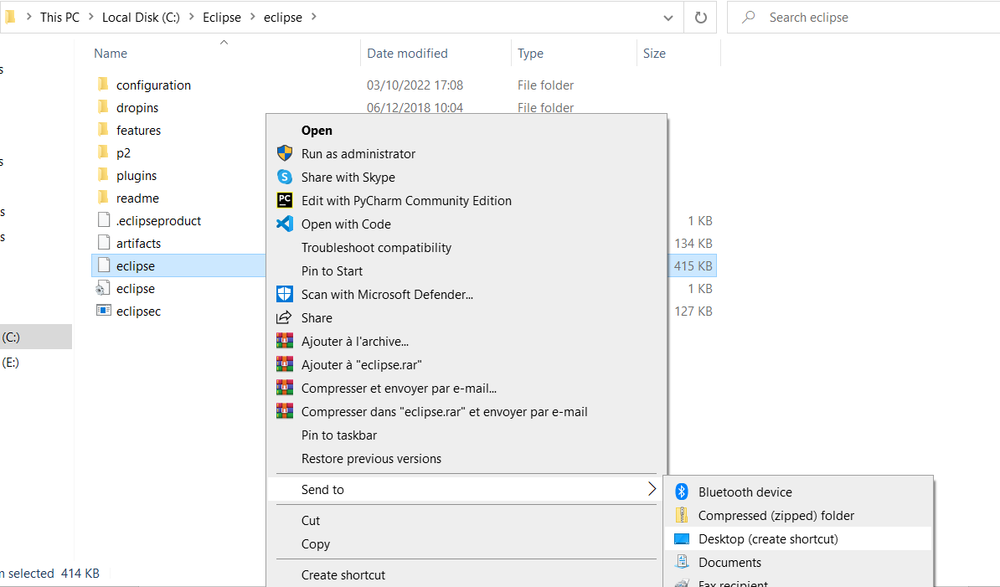 This PC > Local Disk (C:) > Eclipse > eclipse >
Search eclipse
Name Date modified Type Size
configuration 03/10/2022 17:08 File folder
dropins 06/12/2018 10:04 File folder
features
p2
plugins
readme
.eclipseproduct 1 KB
artifacts 134 KB
eclipse 415 KB
eclipse 1 KB
eclipsec 127 KB
s
s
s
s
(C:)
(E:)
selected 414 KB
Open
Run as administrator
S Share with Skype
PC Edit with PyCharm Community Edition
Open with Code
Troubleshoot compatibility
Pin to Start
Scan with Microsoft Defender...
Share
Ajouter à l'archive...
Ajouter à "eclipse.rar"
Compresser et envoyer par e-mail...
Compresser dans "eclipse.rar" et envoyer par e-mail
Pin to taskbar
Restore previous versions
Send to
Cut
Copy
Create shortcut
Bluetooth device
Compressed (zipped) folder
Desktop (create shortcut)
Documents
Fax recipient